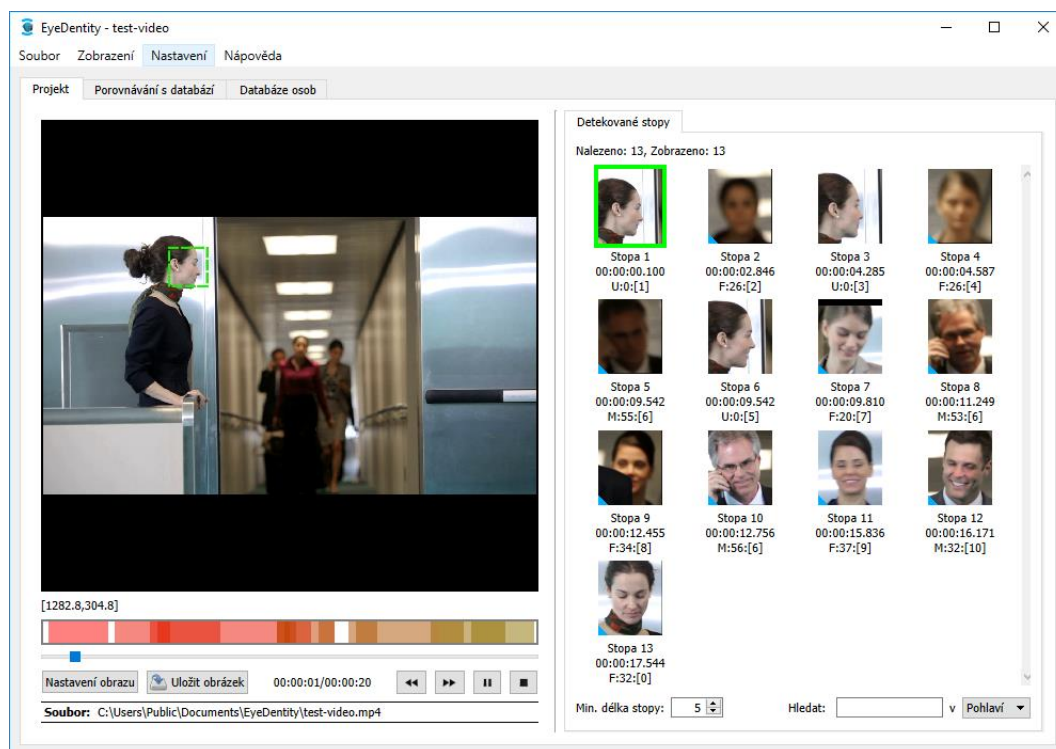 EyeDentity - test-video
Soubor Zobrazení Nastavení Nápověda
Projekt Porovnávání s databází Databáze osob
Detekované stopy
Nalezeno: 13, Zobrazeno: 13
Stopa 1 Stopa 2 Stopa 3 Stopa 4
00:00:00.100 00:00:02.846 00:00:04.285 00:00:04.587
U:0:[1] F:26:[2] U:0:[3] F:26:[4]
Stopa 5 Stopa 6 Stopa 7 Stopa 8
00:00:09.542 00:00:09.542 00:00:09.810 00:00:11.249
M:55:[6] U:0:[5] F:20:[7] M:53:[6]
Stopa 9 Stopa 10 Stopa 11 Stopa 12
00:00:12.455 00:00:12.756 00:00:15.836 00:00:16.171
F:34:[8] M:56:[6] F:37:[9] M:32:[10]
Stopa 13
00:00:17.544
F:32:[0]
[1282.8,304.8]
Nastavení obrazu Uložit obrázek 00:00:01/00:00:20
Soubor: C:\Users\Public\Documents\EyeDentity\test-video.mp4
Min. délka stopy: 5 Hledat: v Pohlaví